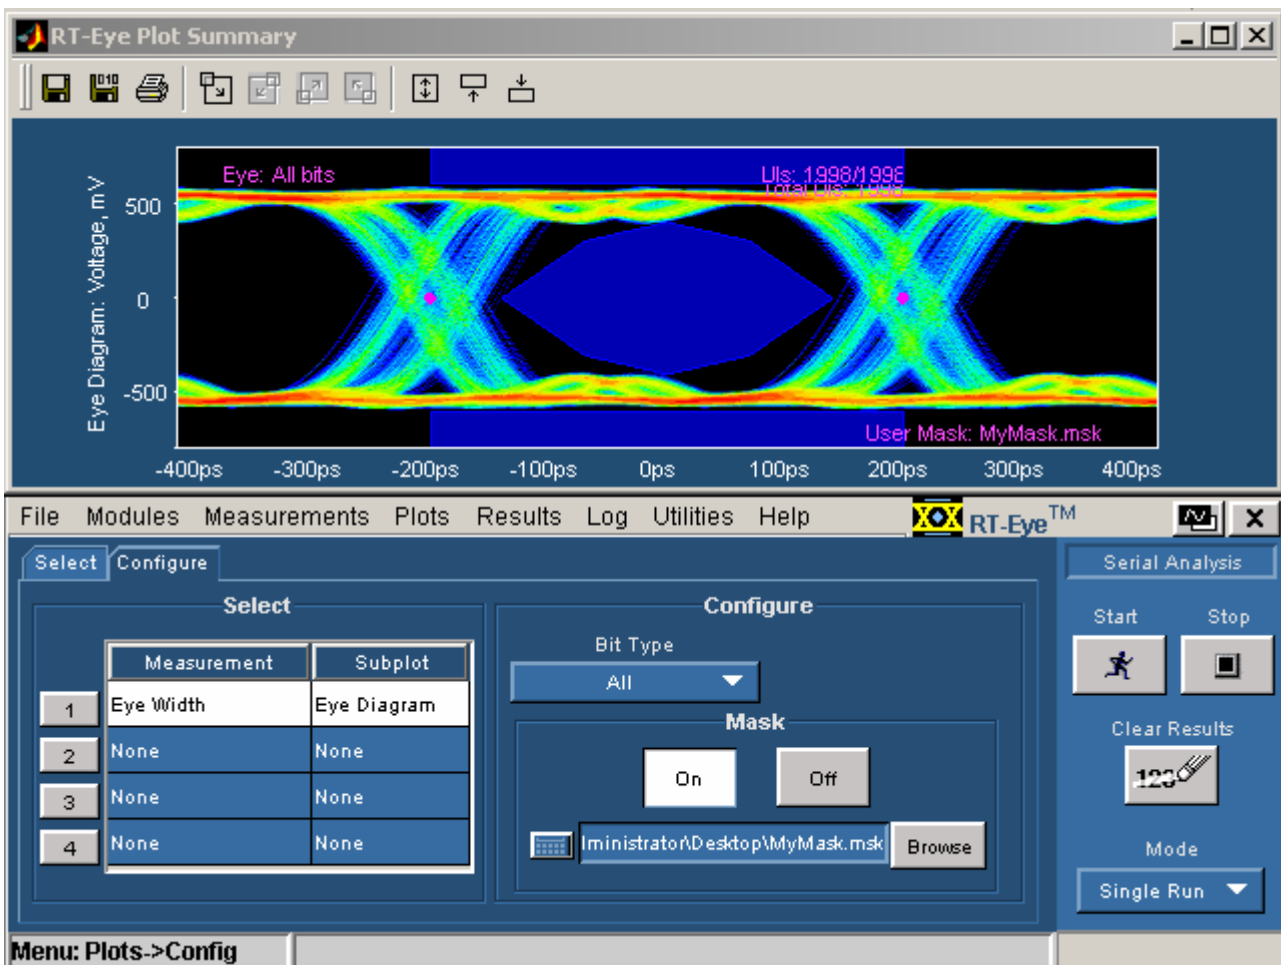 RT-Eye Plot Summary
Eye: All bits
UIs: 1998/1998
Total UIs: 1998
Eye Diagram: Voltage, mV
500
0
-500
User Mask: MyMask.msk
-400ps -300ps -200ps -100ps 0ps 100ps 200ps 300ps 400ps
File Modules Measurements Plots Results Log Utilities Help RT-Eye™
Select Configure
Serial Analysis
Select
Configure
Start Stop
Bit Type
Measurement Subplot
All
1 Eye Width Eye Diagram
Mask
Clear Results
2 None None
On Off
123
3 None None
4 None None
lministrator\Desktop\MyMask.msk Browse
Mode
Single Run
Menu: Plots->Config